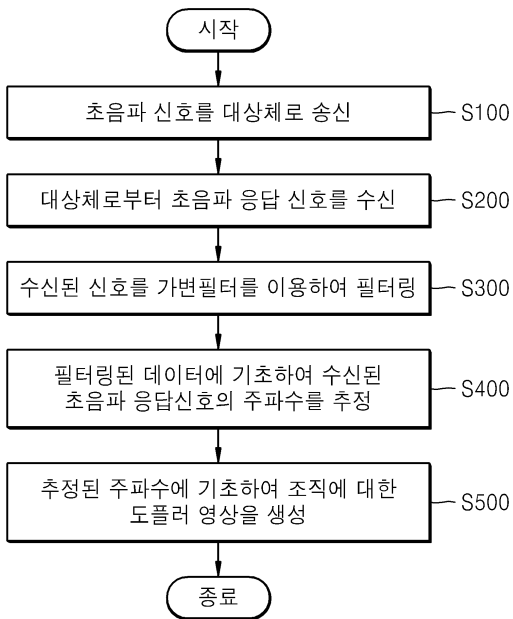 시작
초음파 신호를 대상체로 송신
S100
대상체로부터 초음파 응답 신호를 수신
S200
수신된 신호를 가변필터를 이용하여 필터링
S300
필터링된 데이터에 기초하여 수신된
초음파 응답신호의 주파수를 추정
S400
추정된 주파수에 기초하여 조직에 대한
도플러 영상을 생성
S500
종료